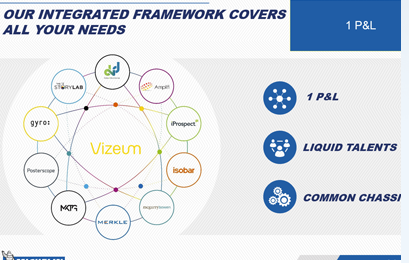 OUR INTEGRATED FRAMEWORK COVERS
ALL YOUR NEEDS
1 P&L
STORYLAB
Amplifi
gyro:
iProspect
Vizeum
Posterscope
isobar
MKTG
MERKLE
1 P&L
LIQUID TALENTS
COMMON CHASSI